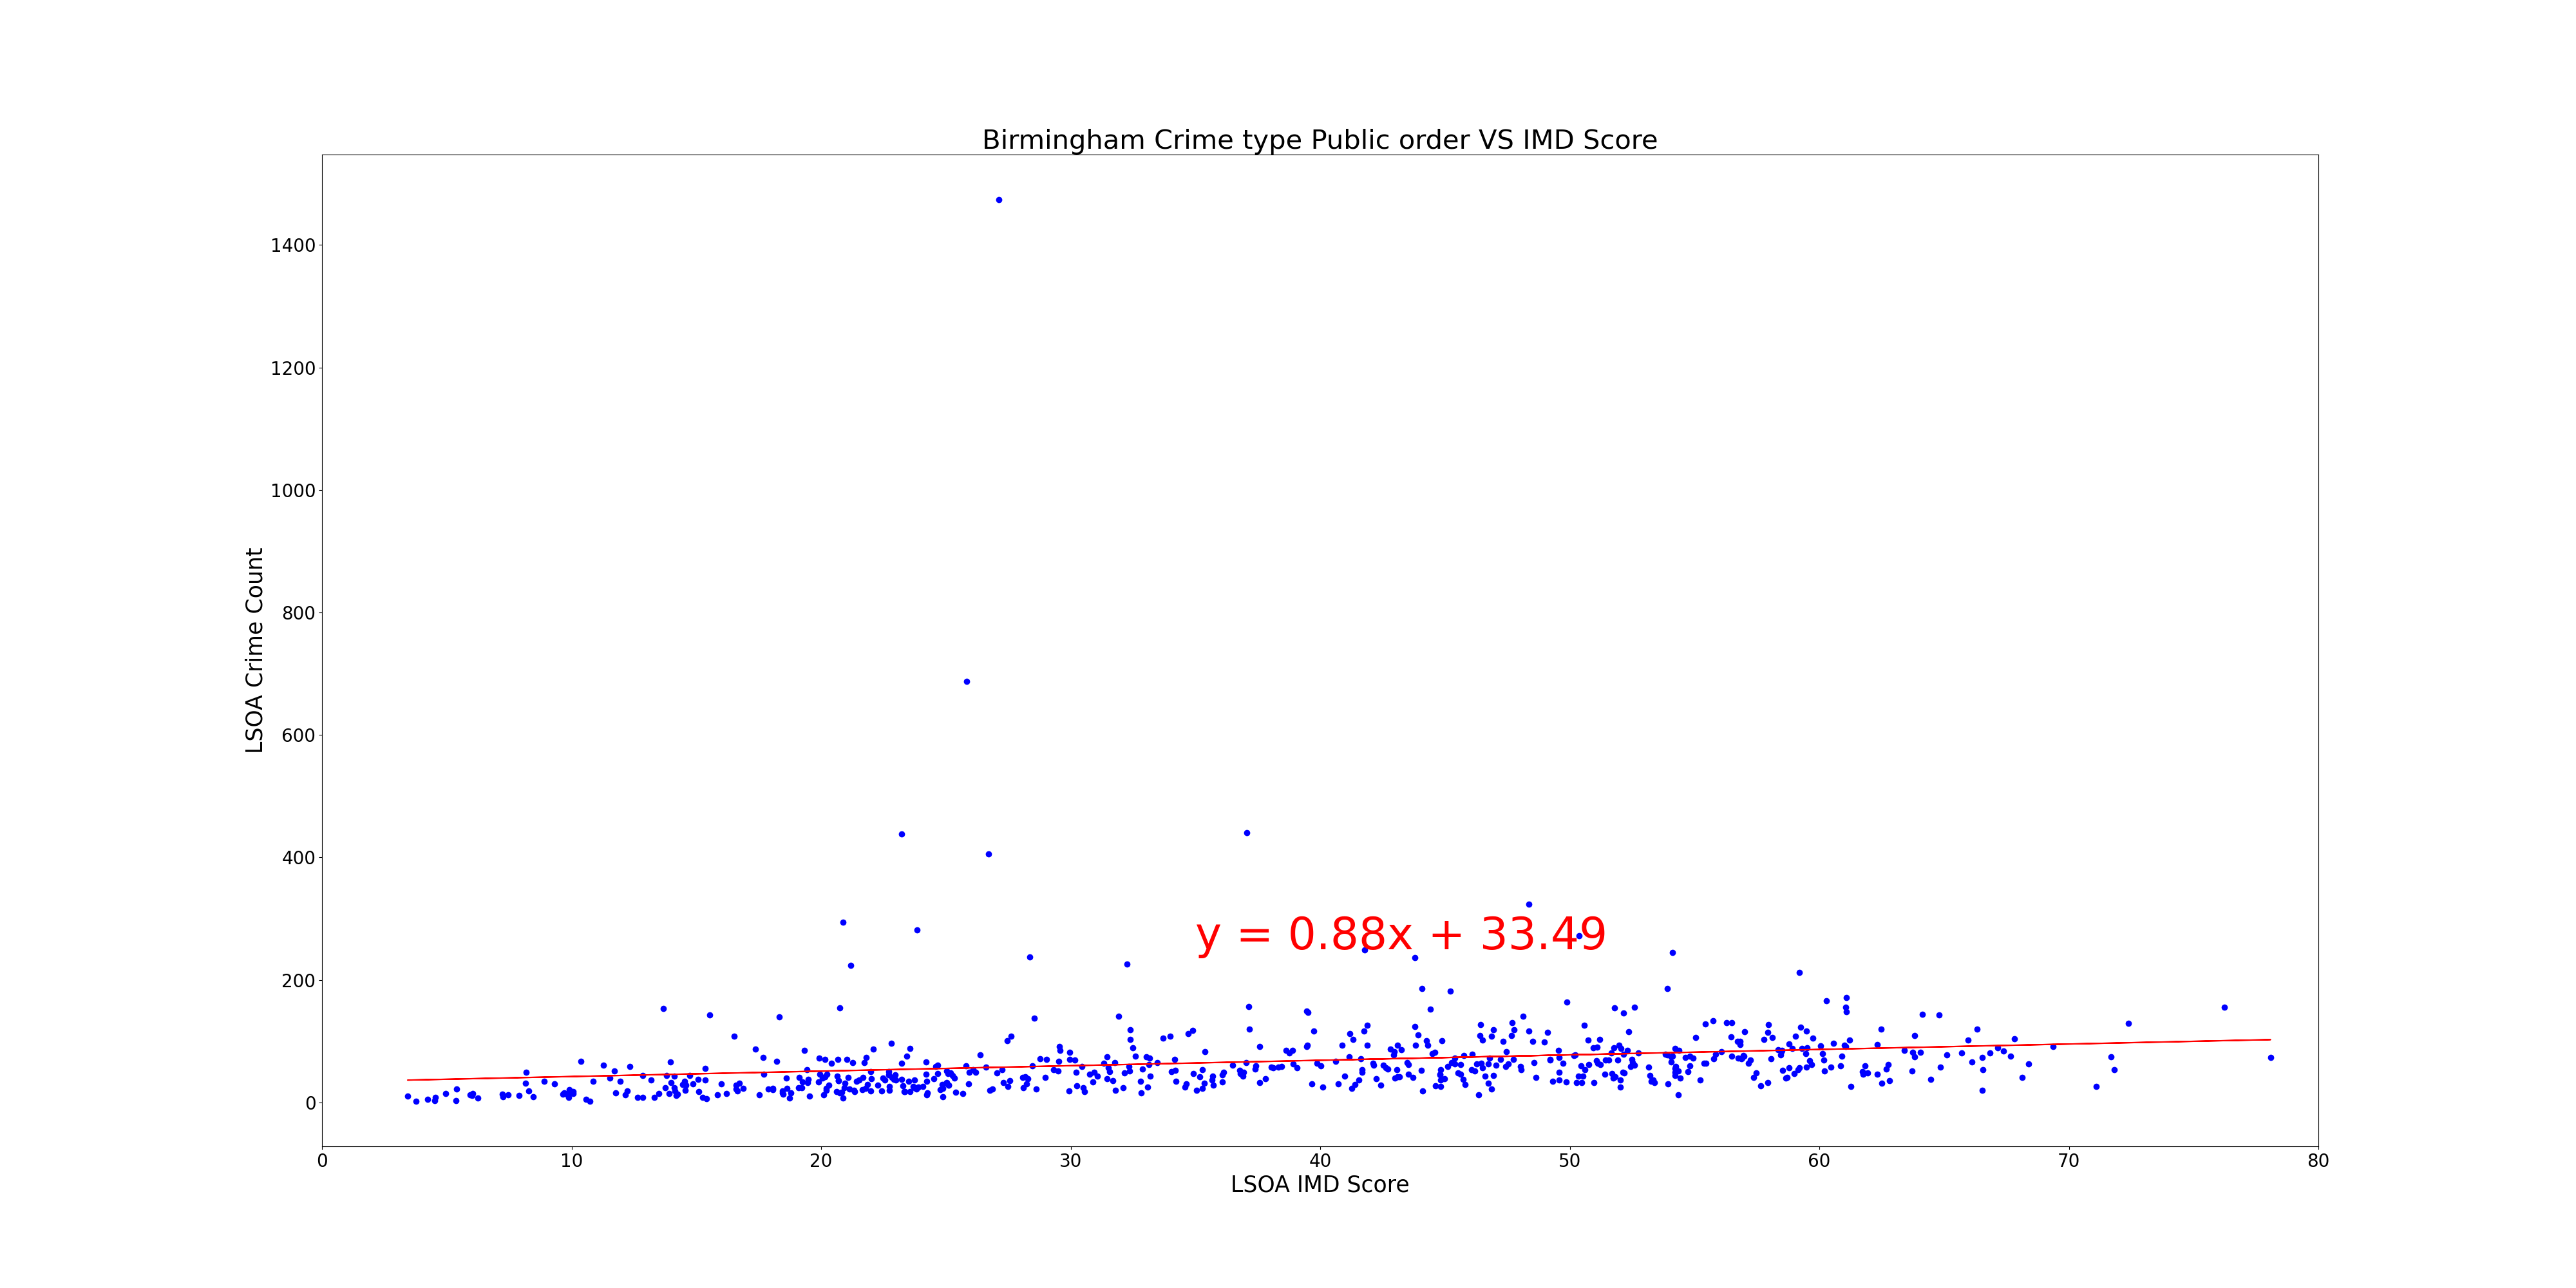 Birmingham Crime type Public order VS IMD Score
1400
1200
1000
800
600
400
200
0
LSOA Crime Count
y = 0.88x + 33.49
0 10 20 30 40 50 60 70 80
LSOA IMD Score